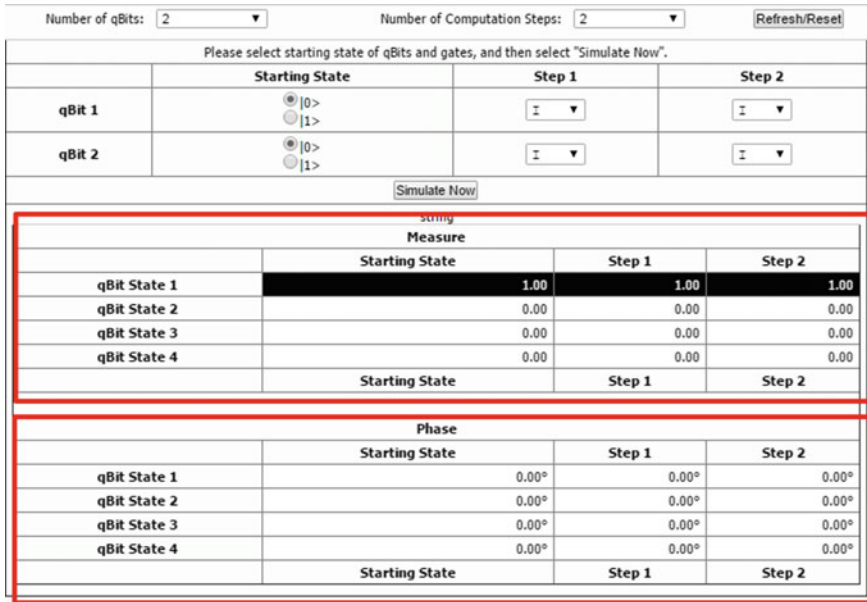 Number of qBits: 2 Number of Computation Steps: 2 Refresh/Reset
Please select starting state of qBits and gates, and then select "Simulate Now".
Starting State Step 1 Step 2
qBit 1 |0> I I
|1>
qBit 2 |0> I I
|1>
Simulate Now
string
Measure
Starting State Step 1 Step 2
qBit State 1 1.00 1.00 1.00
qBit State 2 0.00 0.00 0.00
qBit State 3 0.00 0.00 0.00
qBit State 4 0.00 0.00 0.00
Starting State Step 1 Step 2
Phase
Starting State Step 1 Step 2
qBit State 1 0.00° 0.00° 0.00°
qBit State 2 0.00° 0.00° 0.00°
qBit State 3 0.00° 0.00° 0.00°
qBit State 4 0.00° 0.00° 0.00°
Starting State Step 1 Step 2